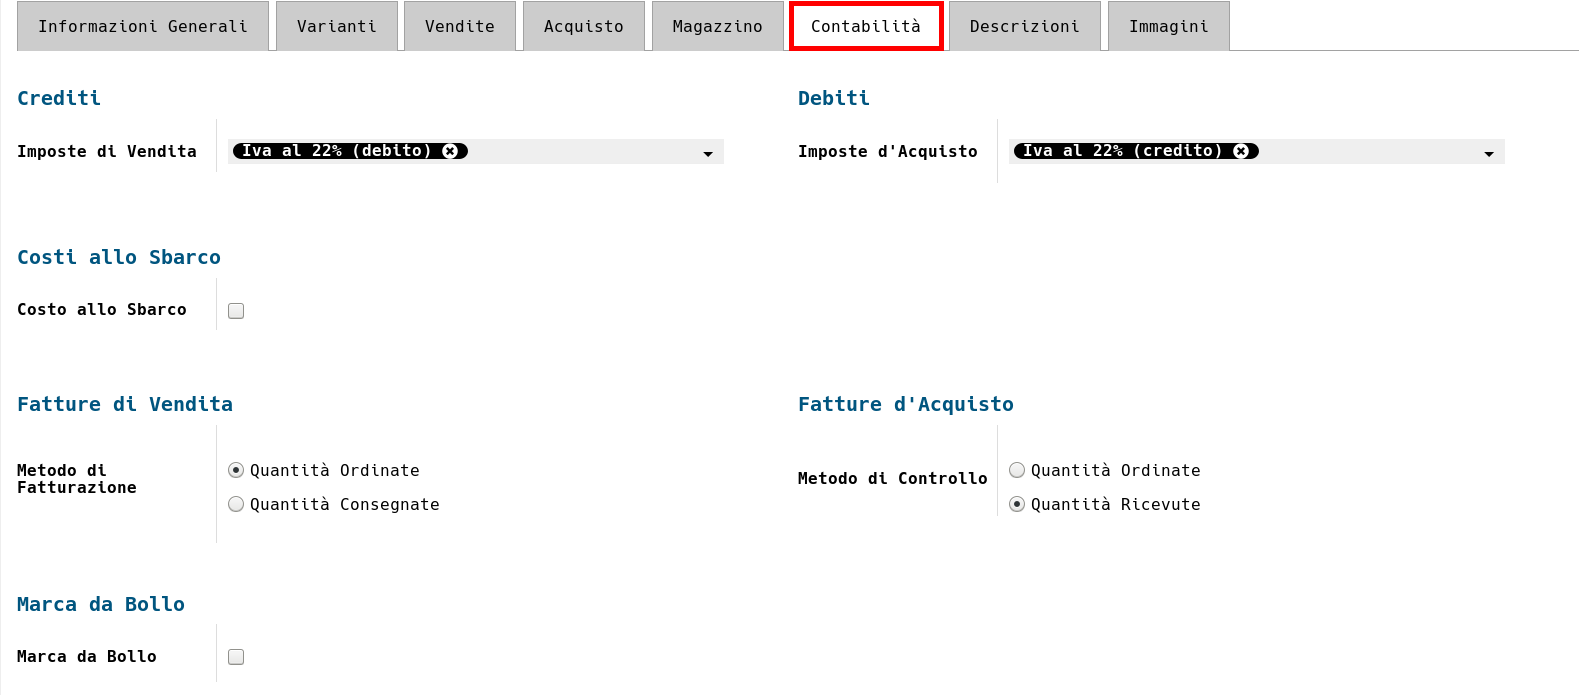 Informazioni Generali
Varianti
Vendite
Acquisto
Magazzino
Contabilità
Descrizioni
Immagini
Crediti
Imposte di Vendita
Iva al 22% (debito)
Debiti
Imposte d'Acquisto
Iva al 22% (credito)
Costi allo Sbarco
Costo allo Sbarco
Fatture di Vendita
Metodo di
Fatturazione
Quantità Ordinate
Quantità Consegnate
Fatture d'Acquisto
Metodo di Controllo
Quantità Ordinate
Quantità Ricevute
Marca da Bollo
Marca da Bollo